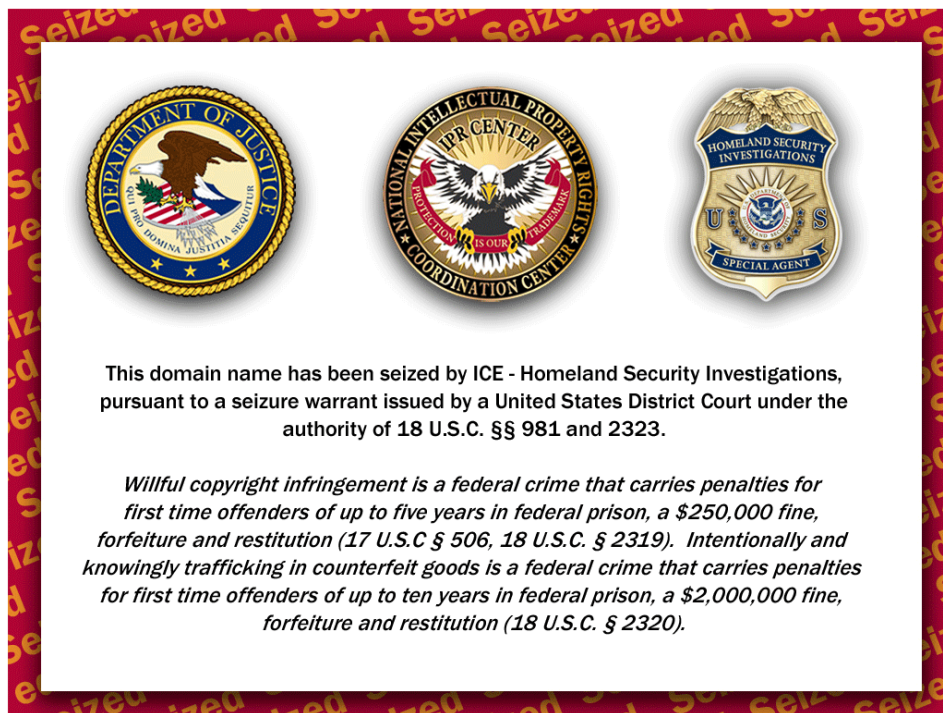 Seized Seized Seized Seized Seized
DEPARTMENT OF JUSTICE
QUI PRO DOMINA JUSTITIA SEQUITUR
NATIONAL INTELLECTUAL PROPERTY RIGHTS
IPR CENTER
PROTECTION IS OUR TRADEMARK
COORDINATION CENTER
HOMELAND SECURITY
INVESTIGATIONS
U S
SPECIAL AGENT
This domain name has been seized by ICE - Homeland Security Investigations,
pursuant to a seizure warrant issued by a United States District Court under the
authority of 18 U.S.C. §§ 981 and 2323.
Willful copyright infringement is a federal crime that carries penalties for
first time offenders of up to five years in federal prison, a $250,000 fine,
forfeiture and restitution (17 U.S.C § 506, 18 U.S.C. § 2319). Intentionally and
knowingly trafficking in counterfeit goods is a federal crime that carries penalties
for first time offenders of up to ten years in federal prison, a $2,000,000 fine,
forfeiture and restitution (18 U.S.C. § 2320).
Seized